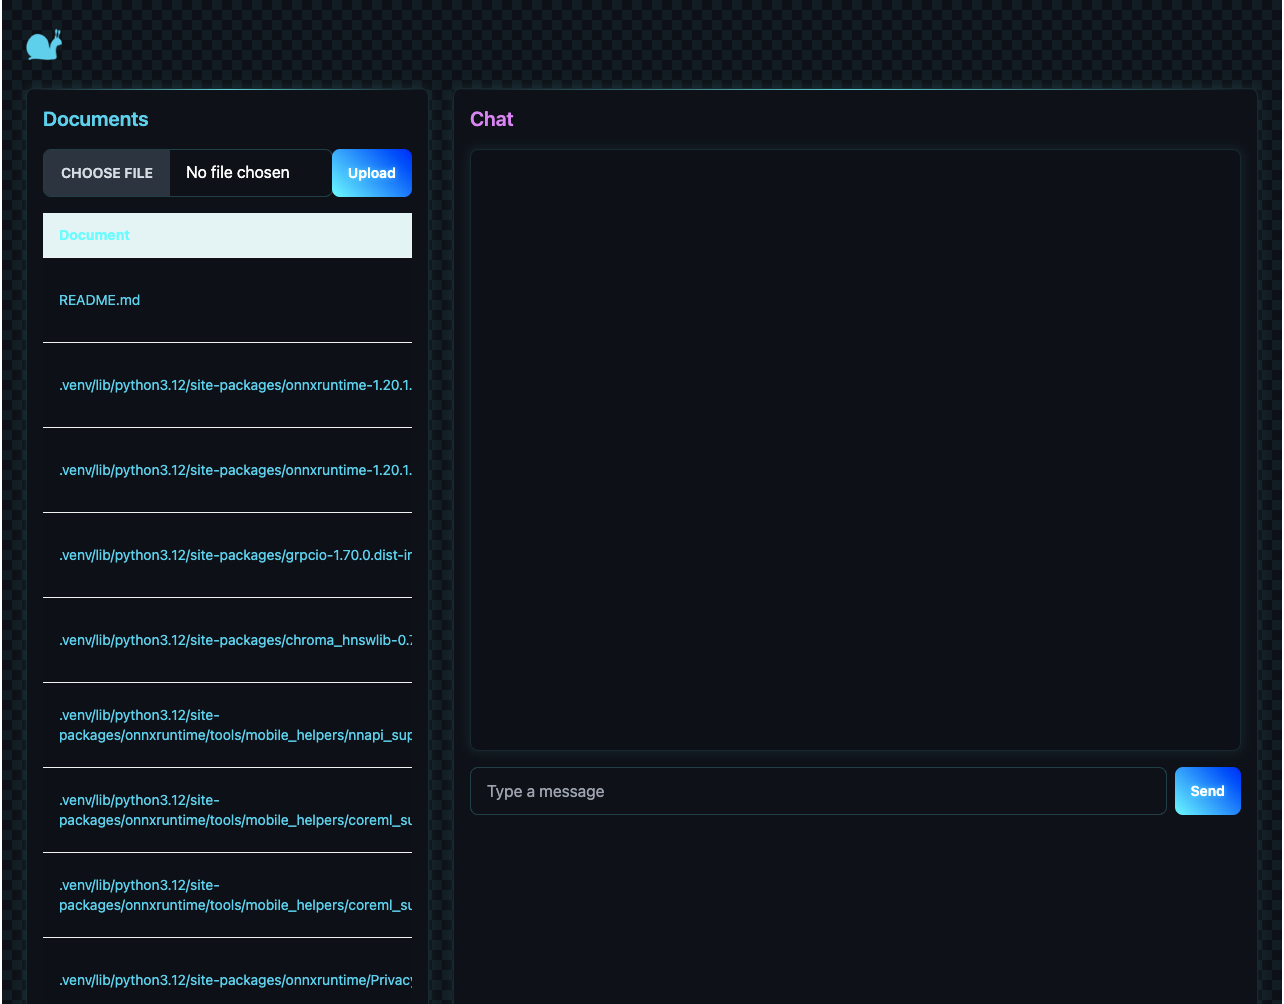 Documents
CHOOSE FILE No file chosen Upload
Document
README.md
.venv/lib/python3.12/site-packages/onnxruntime-1.20.1.
.venv/lib/python3.12/site-packages/onnxruntime-1.20.1.
.venv/lib/python3.12/site-packages/grpcio-1.70.0.dist-in
.venv/lib/python3.12/site-packages/chroma_hnswlib-0.7
.venv/lib/python3.12/site-
packages/onnxruntime/tools/mobile_helpers/nnapi_sup
.venv/lib/python3.12/site-
packages/onnxruntime/tools/mobile_helpers/coreml_su
.venv/lib/python3.12/site-
packages/onnxruntime/tools/mobile_helpers/coreml_su
.venv/lib/python3.12/site-packages/onnxruntime/Privacy
Chat
Type a message
Send